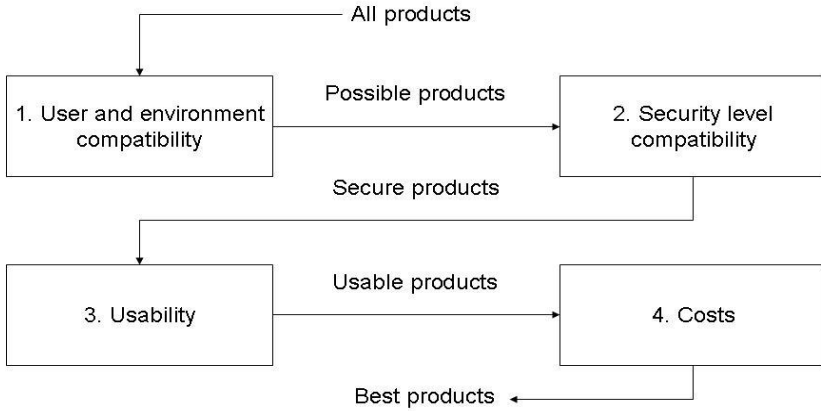 All products
1. User and environment
compatibility
Possible products
2. Security level
compatibility
Secure products
3. Usability
Usable products
4. Costs
Best products